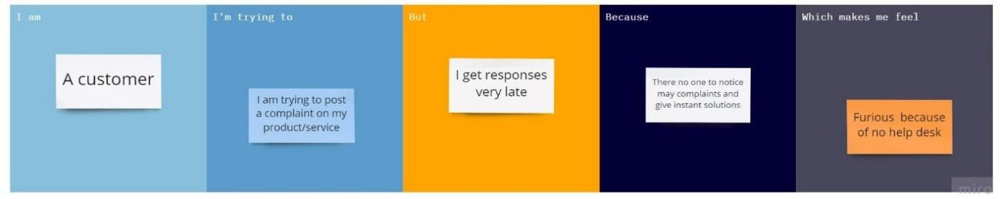 I am
A customer
I'm trying to
I am trying to post
a complaint on my
product/service
But
I get responses
very late
Because
There no one to notice
may complaints and
give instant solutions
Which makes me feel
Furious because
of no help desk
miro